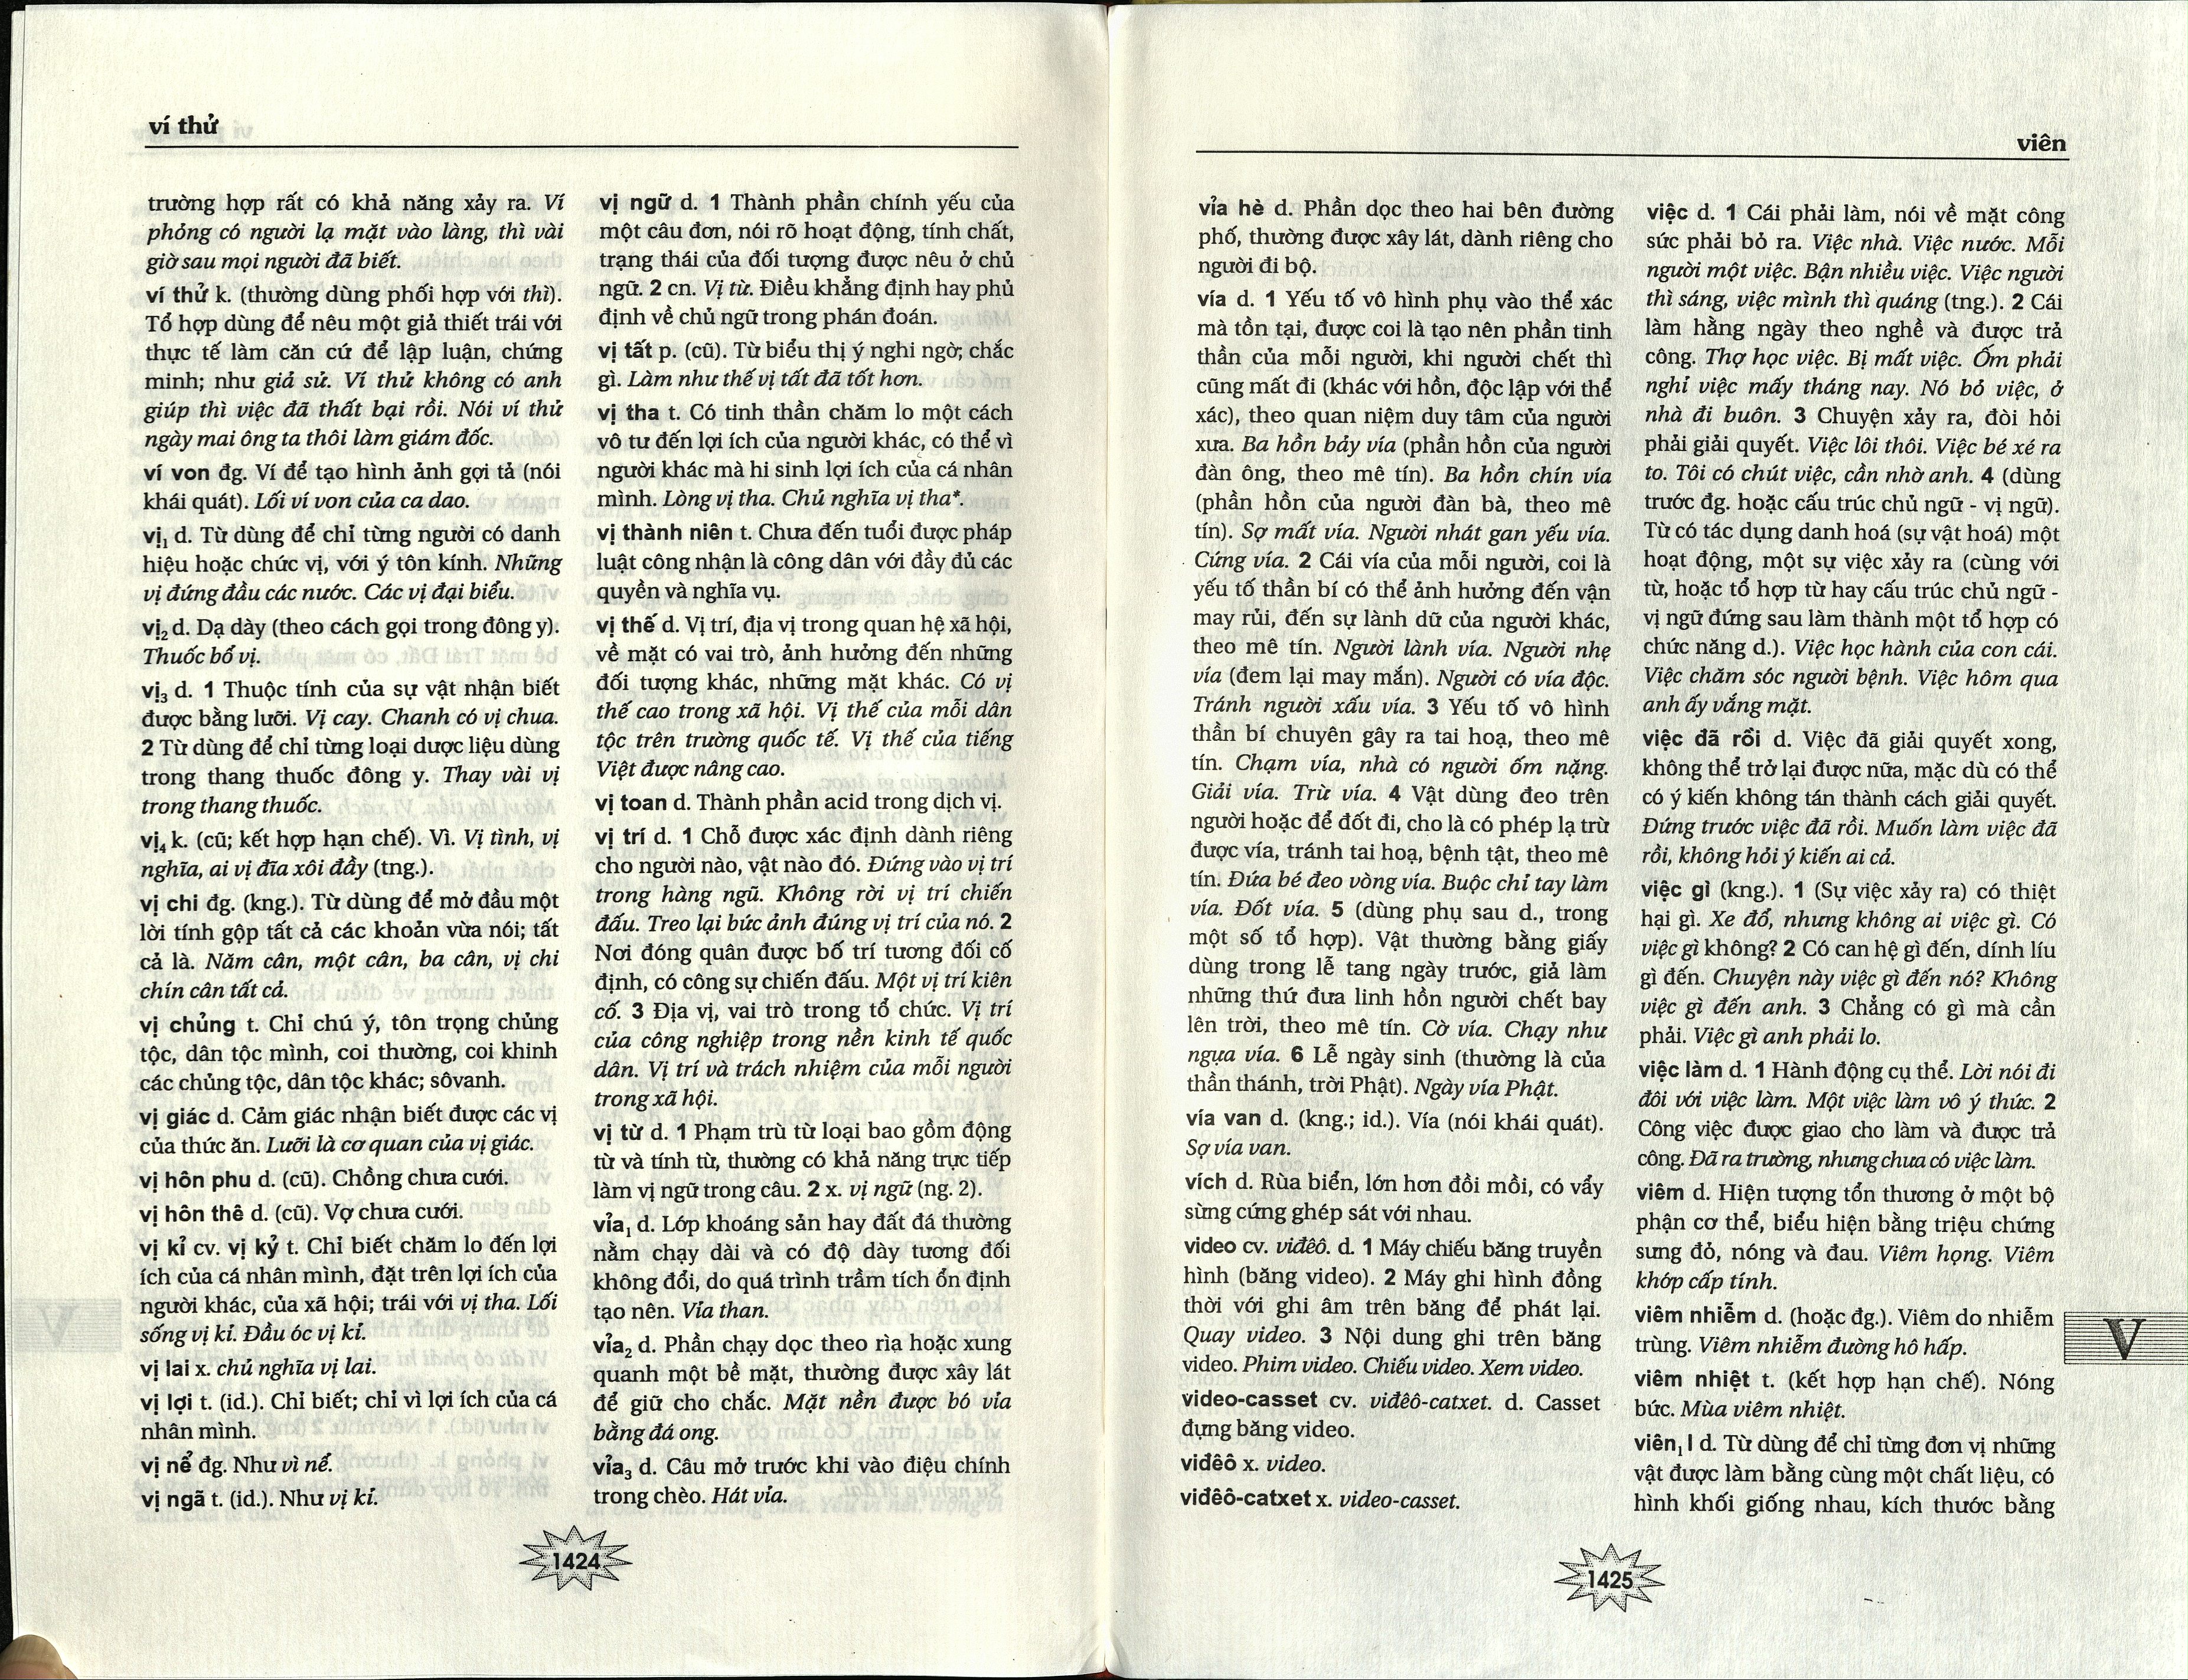 ví thử
trường hợp rất có khả năng xảy ra. Ví
phỏng có người lạ mặt vào làng, thì vài
giờ sau mọi người đã biết.
ví thử k. (thường dùng phối hợp với thì).
Tổ hợp dùng để nêu một giả thiết trái với
thực tế làm căn cứ để lập luận, chứng
minh; như giả sử. Ví thử không có anh
giúp thì việc đã thất bại rồi. Nói ví thử
ngày mai ông ta thôi làm giám đốc.
ví von đg. Ví để tạo hình ảnh gợi tả (nói
khái quát). Lối ví von của ca dao.
vị₁ d. Từ dùng để chỉ từng người có danh
hiệu hoặc chức vị, với ý tôn kính. Những
vị đứng đầu các nước. Các vị đại biểu.
vị₂ d. Dạ dày (theo cách gọi trong đông y).
Thuốc bổ vị.
vị₃ d. 1 Thuộc tính của sự vật nhận biết
được bằng lưỡi. Vị cay. Chanh có vị chua.
2 Từ dùng để chỉ từng loại dược liệu dùng
trong thang thuốc đông y. Thay vài vị
trong thang thuốc.
vị₄ k. (cũ; kết hợp hạn chế). Vì. Vị tình, vị
nghĩa, ai vị đĩa xôi đầy (tng.).
vị chi đg. (kng.). Từ dùng để mở đầu một
lời tính gộp tất cả các khoản vừa nói; tất
cả là. Năm cân, một cân, ba cân, vị chi
chín cân tất cả.
vị chủng t. Chỉ chú ý, tôn trọng chủng
tộc, dân tộc mình, coi thường, coi khinh
các chủng tộc, dân tộc khác; sôvanh.
vị giác d. Cảm giác nhận biết được các vị
của thức ăn. Lưỡi là cơ quan của vị giác.
vị hôn phu d. (cũ). Chồng chưa cưới.
vị hôn thê d. (cũ). Vợ chưa cưới.
vị kỉ cv. vị kỷ t. Chỉ biết chăm lo đến lợi
ích của cá nhân mình, đặt trên lợi ích của
người khác, của xã hội; trái với vị tha. Lối
sống vị kỉ. Đầu óc vị kỉ.
vị lai x. chủ nghĩa vị lai.
vị lợi t. (id.). Chỉ biết; chỉ vì lợi ích của cá
nhân mình.
vị nể đg. Như vì nể.
vị ngã t. (id.). Như vị kỉ.
vị ngữ d. 1 Thành phần chính yếu của
một câu đơn, nói rõ hoạt động, tính chất,
trạng thái của đối tượng được nêu ở chủ
ngữ. 2 cn. Vị từ. Điều khẳng định hay phủ
định về chủ ngữ trong phán đoán.
vị tất p. (cũ). Từ biểu thị ý nghi ngờ; chắc
gì. Làm như thế vị tất đã tốt hơn.
vị tha t. Có tinh thần chăm lo một cách
vô tư đến lợi ích của người khác, có thể vì
người khác mà hi sinh lợi ích của cá nhân
mình. Lòng vị tha. Chủ nghĩa vị tha*.
vị thành niên t. Chưa đến tuổi được pháp
luật công nhận là công dân với đầy đủ các
quyền và nghĩa vụ.
vị thế d. Vị trí, địa vị trong quan hệ xã hội,
về mặt có vai trò, ảnh hưởng đến những
đối tượng khác, những mặt khác. Có vị
thế cao trong xã hội. Vị thế của mỗi dân
tộc trên trường quốc tế. Vị thế của tiếng
Việt được nâng cao.
vị toan d. Thành phần acid trong dịch vị.
vị trí d. 1 Chỗ được xác định dành riêng
cho người nào, vật nào đó. Đứng vào vị trí
trong hàng ngũ. Không rời vị trí chiến
đấu. Treo lại bức ảnh đúng vị trí của nó. 2
Nơi đóng quân được bố trí tương đối cố
định, có công sự chiến đấu. Một vị trí kiên
cố. 3 Địa vị, vai trò trong tổ chức. Vị trí
của công nghiệp trong nền kinh tế quốc
dân. Vị trí và trách nhiệm của mỗi người
trong xã hội.
vị từ d. 1 Phạm trù từ loại bao gồm động
từ và tính từ, thường có khả năng trực tiếp
làm vị ngữ trong câu. 2 x. vị ngữ (ng. 2).
vỉa₁ d. Lớp khoáng sản hay đất đá thường
nằm chạy dài và có độ dày tương đối
không đổi, do quá trình trầm tích ổn định
tạo nên. Vỉa than.
vỉa₂ d. Phần chạy dọc theo rìa hoặc xung
quanh một bề mặt, thường được xây lát
để giữ cho chắc. Mặt nền được bó vỉa
bằng đá ong.
vỉa₃ d. Câu mở trước khi vào điệu chính
trong chèo. Hát vỉa.
1424
viên
vỉa hè d. Phần dọc theo hai bên đường
phố, thường được xây lát, dành riêng cho
người đi bộ.
vía d. 1 Yếu tố vô hình phụ vào thể xác
mà tồn tại, được coi là tạo nên phần tinh
thần của mỗi người, khi người chết thì
cũng mất đi (khác với hồn, độc lập với thể
xác), theo quan niệm duy tâm của người
xưa. Ba hồn bảy vía (phần hồn của người
đàn ông, theo mê tín). Ba hồn chín vía
(phần hồn của người đàn bà, theo mê
tín). Sợ mất vía. Người nhát gan yếu vía.
Cứng vía. 2 Cái vía của mỗi người, coi là
yếu tố thần bí có thể ảnh hưởng đến vận
may rủi, đến sự lành dữ của người khác,
theo mê tín. Người lành vía. Người nhẹ
vía (đem lại may mắn). Người có vía độc.
Tránh người xấu vía. 3 Yếu tố vô hình
thần bí chuyên gây ra tai hoạ, theo mê
tín. Chạm vía, nhà có người ốm nặng.
Giải vía. Trừ vía. 4 Vật dùng đeo trên
người hoặc để đốt đi, cho là có phép lạ trừ
được vía, tránh tai hoạ, bệnh tật, theo mê
tín. Đứa bé đeo vòng vía. Buộc chỉ tay làm
vía. Đốt vía. 5 (dùng phụ sau d., trong
một số tổ hợp). Vật thường bằng giấy
dùng trong lễ tang ngày trước, giả làm
những thứ đưa linh hồn người chết bay
lên trời, theo mê tín. Cờ vía. Chạy như
ngựa vía. 6 Lễ ngày sinh (thường là của
thần thánh, trời Phật). Ngày vía Phật.
vía van d. (kng.; id.). Vía (nói khái quát).
Sợ vía van.
vích d. Rùa biển, lớn hơn đồi mồi, có vẩy
sừng cứng ghép sát với nhau.
video cv. viđêô. d. 1 Máy chiếu băng truyền
hình (băng video). 2 Máy ghi hình đồng
thời với ghi âm trên băng để phát lại.
Quay video. 3 Nội dung ghi trên băng
video. Phim video. Chiếu video. Xem video.
video-casset cv. viđêô-catxet. d. Casset
đựng băng video.
viđêô x. video.
viđêô-catxet x. video-casset.
việc d. 1 Cái phải làm, nói về mặt công
sức phải bỏ ra. Việc nhà. Việc nước. Mỗi
người một việc. Bận nhiều việc. Việc người
thì sáng, việc mình thì quáng (tng.). 2 Cái
làm hằng ngày theo nghề và được trả
công. Thợ học việc. Bị mất việc. Ốm phải
nghỉ việc mấy tháng nay. Nó bỏ việc, ở
nhà đi buôn. 3 Chuyện xảy ra, đòi hỏi
phải giải quyết. Việc lôi thôi. Việc bé xé ra
to. Tôi có chút việc, cần nhờ anh. 4 (dùng
trước đg. hoặc cấu trúc chủ ngữ - vị ngữ).
Từ có tác dụng danh hoá (sự vật hoá) một
hoạt động, một sự việc xảy ra (cùng với
từ, hoặc tổ hợp từ hay cấu trúc chủ ngữ -
vị ngữ đứng sau làm thành một tổ hợp có
chức năng d.). Việc học hành của con cái.
Việc chăm sóc người bệnh. Việc hôm qua
anh ấy vắng mặt.
việc đã rồi d. Việc đã giải quyết xong,
không thể trở lại được nữa, mặc dù có thể
có ý kiến không tán thành cách giải quyết.
Đứng trước việc đã rồi. Muốn làm việc đã
rồi, không hỏi ý kiến ai cả.
việc gì (kng.). 1 (Sự việc xảy ra) có thiệt
hại gì. Xe đổ, nhưng không ai việc gì. Có
việc gì không? 2 Có can hệ gì đến, dính líu
gì đến. Chuyện này việc gì đến nó? Không
việc gì đến anh. 3 Chẳng có gì mà cần
phải. Việc gì anh phải lo.
việc làm d. 1 Hành động cụ thể. Lời nói đi
đôi với việc làm. Một việc làm vô ý thức. 2
Công việc được giao cho làm và được trả
công. Đã ra trường, nhưng chưa có việc làm.
viêm d. Hiện tượng tổn thương ở một bộ
phận cơ thể, biểu hiện bằng triệu chứng
sưng đỏ, nóng và đau. Viêm họng. Viêm
khớp cấp tính.
viêm nhiễm d. (hoặc đg.). Viêm do nhiễm
trùng. Viêm nhiễm đường hô hấp.
viêm nhiệt t. (kết hợp hạn chế). Nóng
bức. Mùa viêm nhiệt.
viên₁ I d. Từ dùng để chỉ từng đơn vị những
vật được làm bằng cùng một chất liệu, có
hình khối giống nhau, kích thước bằng
V
1425